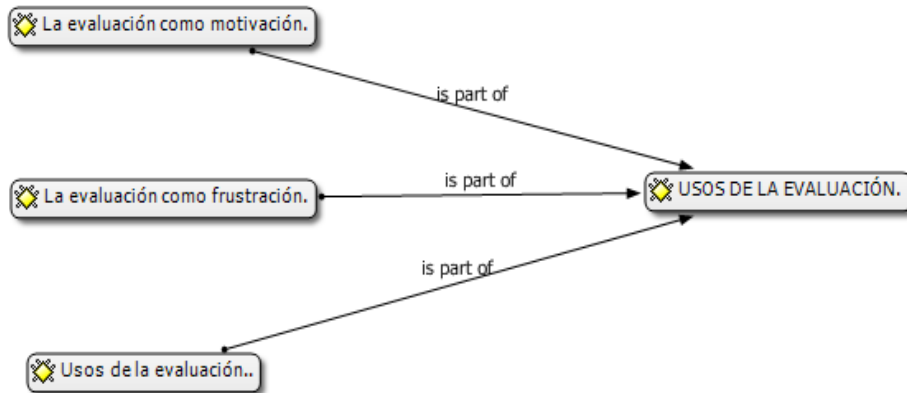 La evaluación como motivación.
is part of
La evaluación como frustración.
is part of
USOS DE LA EVALUACIÓN.
is part of
Usos de la evaluación..